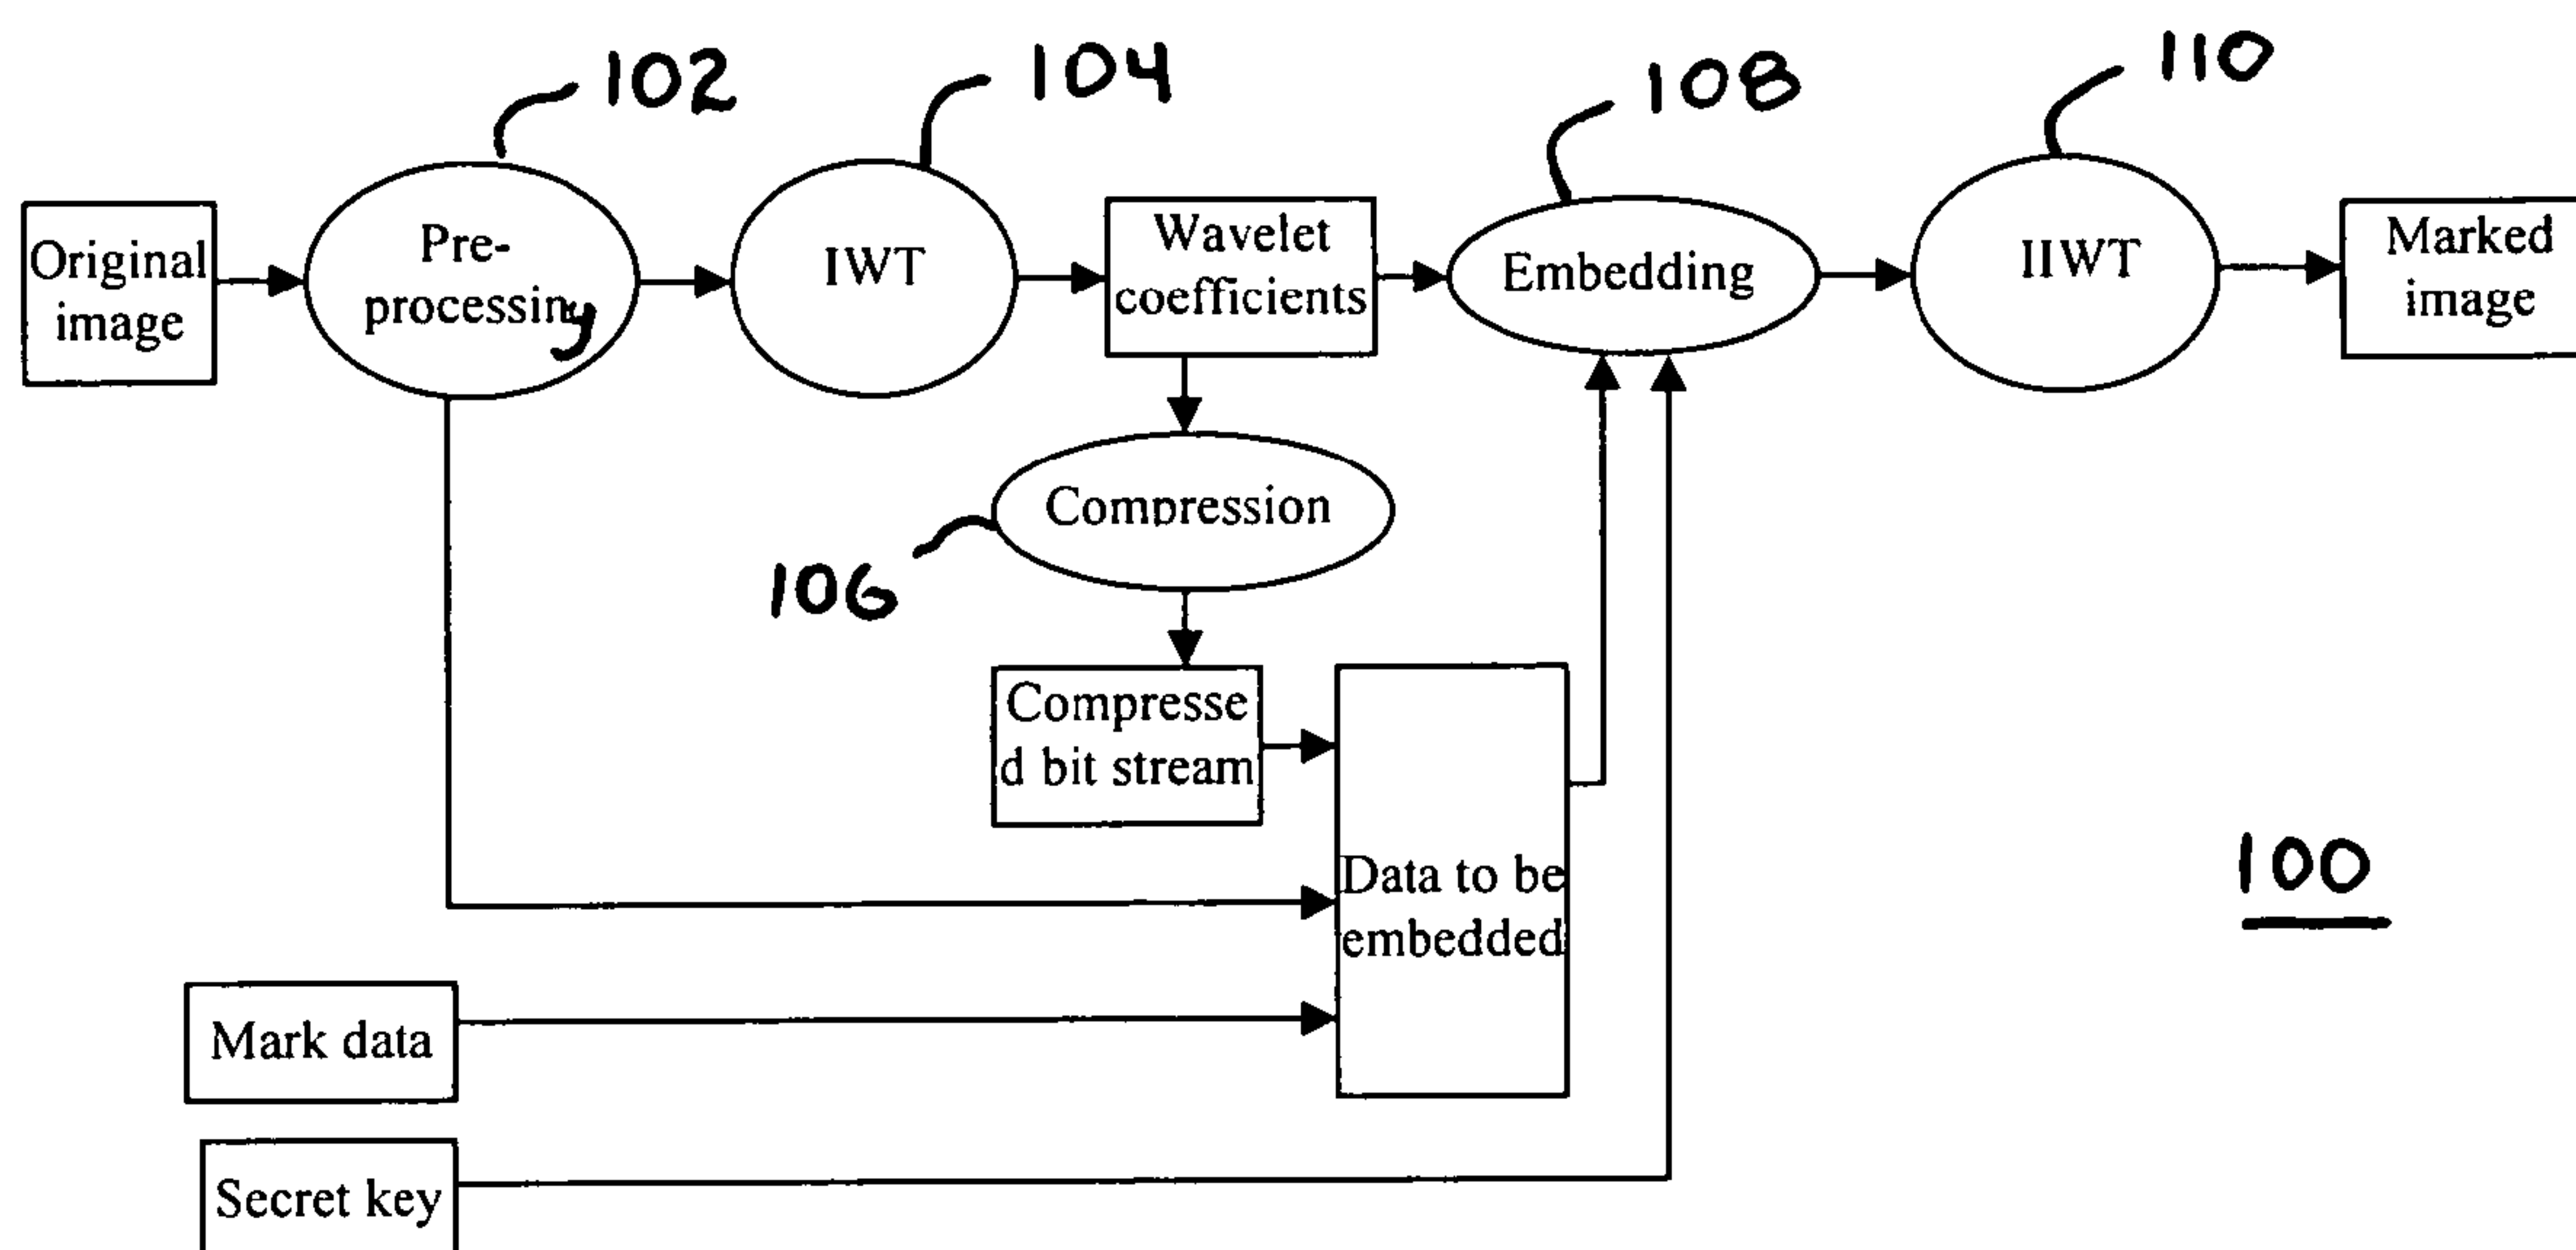 102
104
108
110
Original
image
Pre-
processing
IWT
Wavelet
coefficients
Embedding
IIWT
Marked
image
Compression
106
Compresse
d bit stream
Data to be
embedded
100
Mark data
Secret key